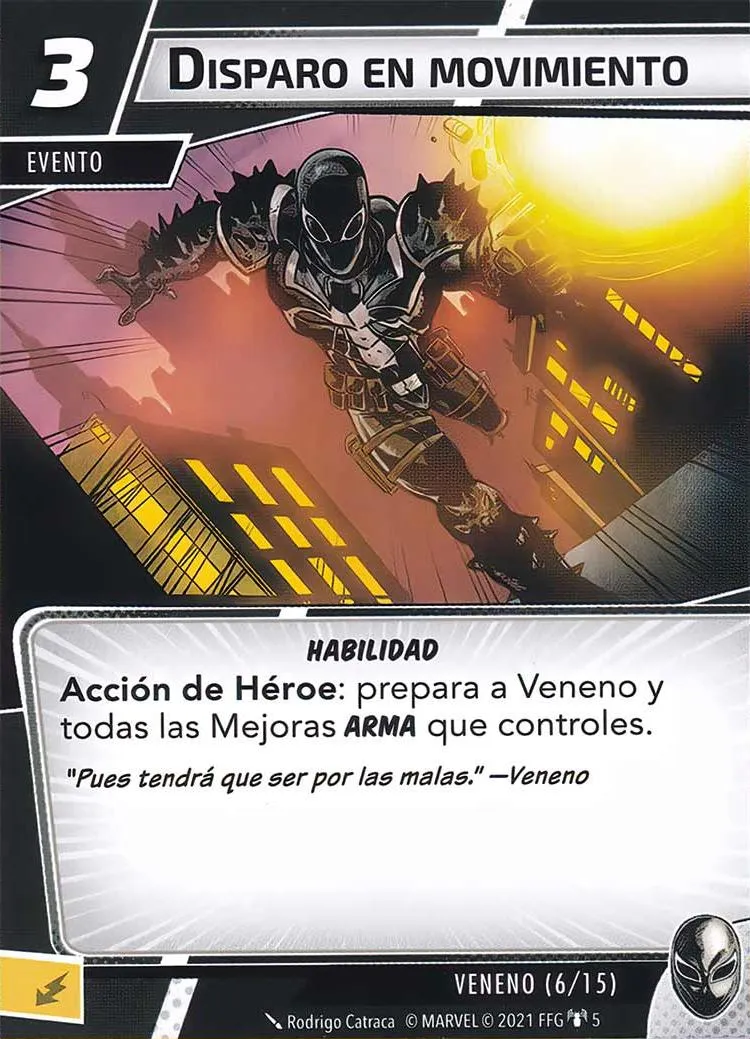 3
DISPARO EN MOVIMIENTO
EVENTO
HABILIDAD
Acción de Héroe: prepara a Veneno y
todas las Mejoras ARMA que controles.
"Pues tendrá que ser por las malas." —Veneno
VENENO (6/15)
Rodrigo Catraca © MARVEL © 2021 FFG 5